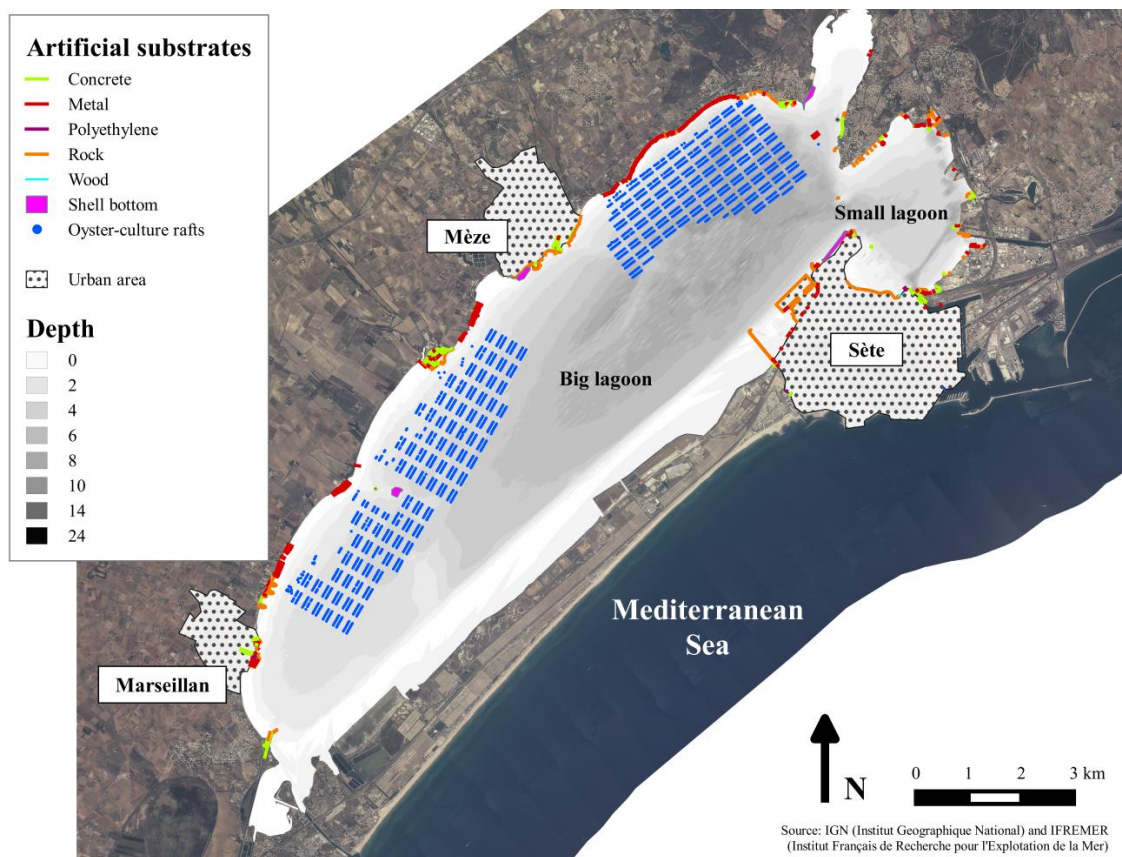 Artificial substrates
Concrete
Metal
Polyethylene
Rock
Wood
Shell bottom
Oyster-culture rafts
Urban area
Depth
0
2
4
6
8
10
14
24
Mèze
Small lagoon
Sète
Big lagoon
Mediterranean
Sea
Marseillan
N
0 1 2 3 km
Source: IGN (Institut Geographique National) and IFREMER
(Institut Français de Recherche pour l'Explotation de la Mer)